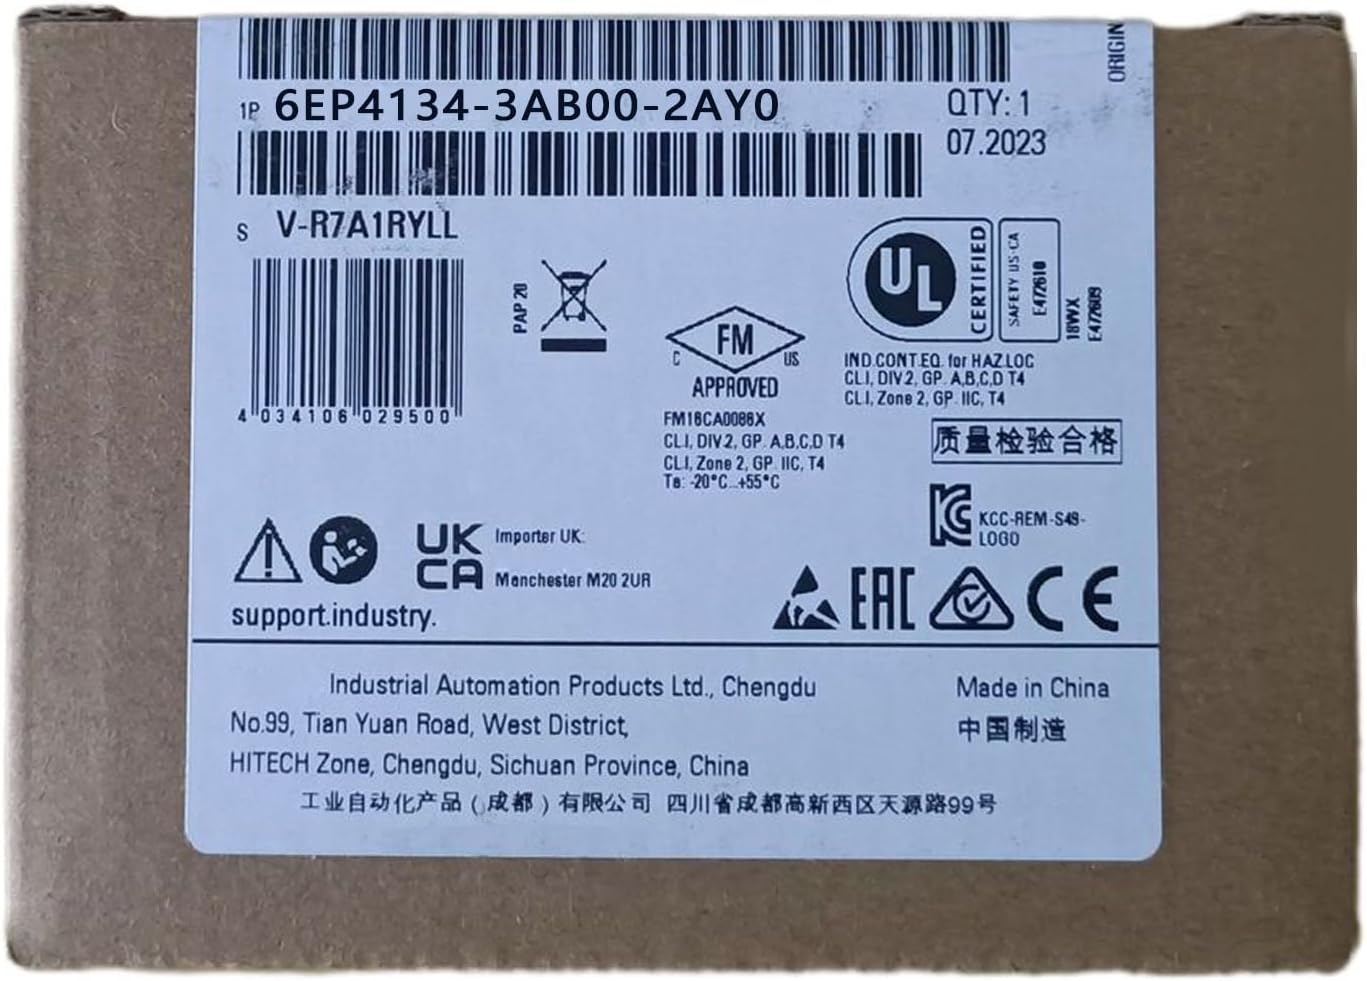 ORIGIN
1P 6EP4134-3AB00-2AY0
QTY: 1
07.2023
S V-R7A1RYLL
4 034106 029500
PAP 20
C FM US
APPROVED
FM16CA0086X
CL.I, DIV.2, GP. A,B,C,D T4
CL.I, Zone 2, GP. IIC, T4
Ta: -20°C...+55°C
UL
CERTIFIED
SAFETY US-CA
E472610
18WX
E472609
IND.CONT.EQ. for HAZ.LOC
CL.I, DIV.2, GP. A,B,C,D T4
CL.I, Zone 2, GP. IIC, T4
质量检验合格
KCC-REM-S49-
LOGO
UK
CA
Importer UK:
Manchester M20 2UR
EAC
CE
support.industry.
Industrial Automation Products Ltd., Chengdu
No.99, Tian Yuan Road, West District,
HITECH Zone, Chengdu, Sichuan Province, China
Made in China
中国制造
工业自动化产品（成都）有限公司 四川省成都高新西区天源路99号